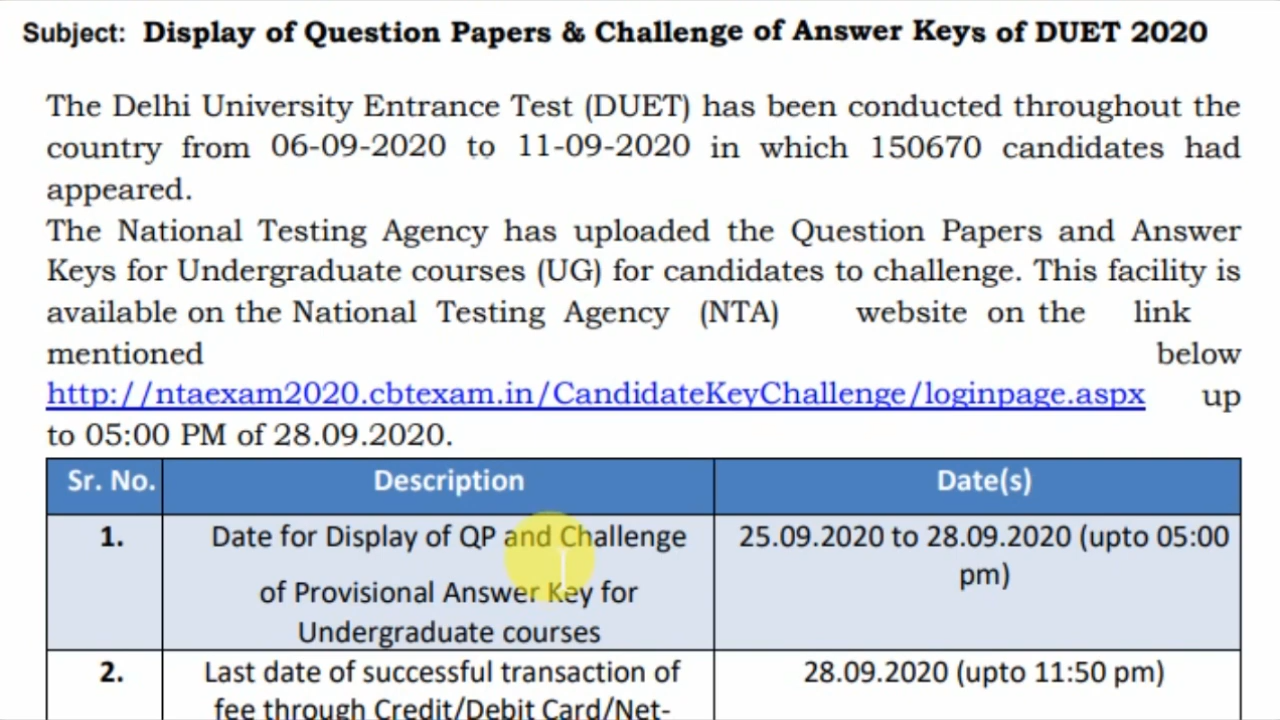 Subject: Display of Question Papers & Challenge of Answer Keys of DUET 2020
The Delhi University Entrance Test (DUET) has been conducted throughout the
country from 06-09-2020 to 11-09-2020 in which 150670 candidates had
appeared.
The National Testing Agency has uploaded the Question Papers and Answer
Keys for Undergraduate courses (UG) for candidates to challenge. This facility is
available on the National Testing Agency (NTA) website on the link
mentioned below
http://ntaexam2020.cbtexam.in/CandidateKeyChallenge/loginpage.aspx up
to 05:00 PM of 28.09.2020.
Sr. No. Description Date(s)
1. Date for Display of QP and Challenge 25.09.2020 to 28.09.2020 (upto 05:00
pm)
of Provisional Answer Key for
Undergraduate courses
2. Last date of successful transaction of 28.09.2020 (upto 11:50 pm)
fee through Credit/Debit Card/Net-